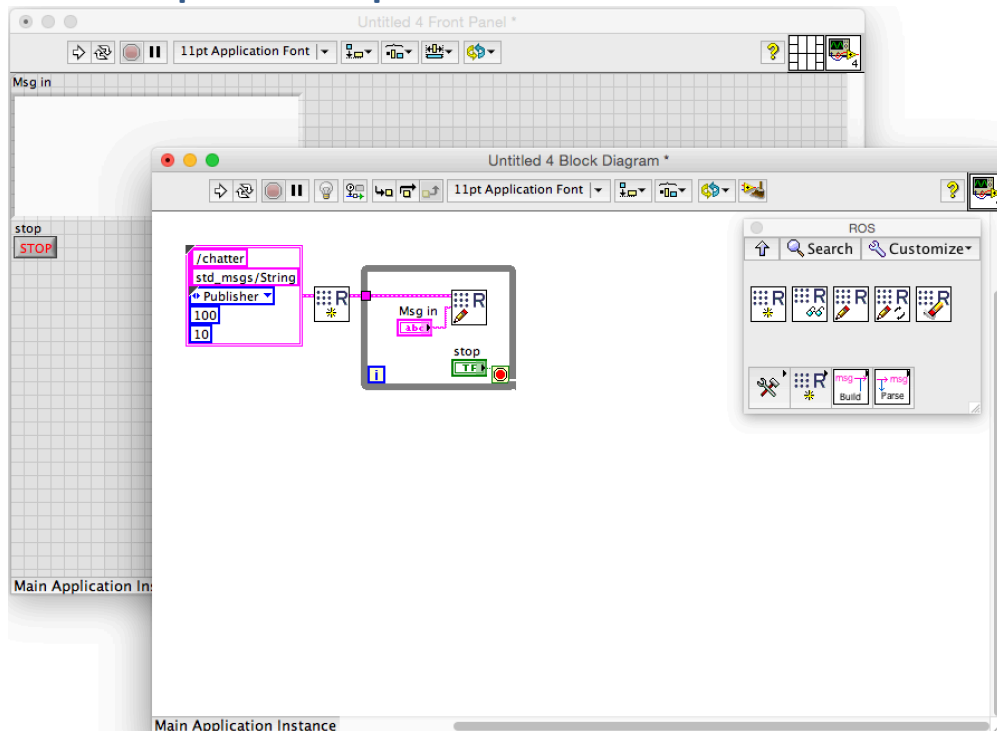 Untitled 4 Front Panel *
11pt Application Font
?
4
Msg in
stop
STOP
Main Application In
Untitled 4 Block Diagram *
11pt Application Font
?
/chatter
std_msgs/String
Publisher
100
10
R
R
Msg in
abc
stop
TF
i
ROS
Search
Customize
R R R R R
R
msg
Build
msg
Parse
Main Application Instance